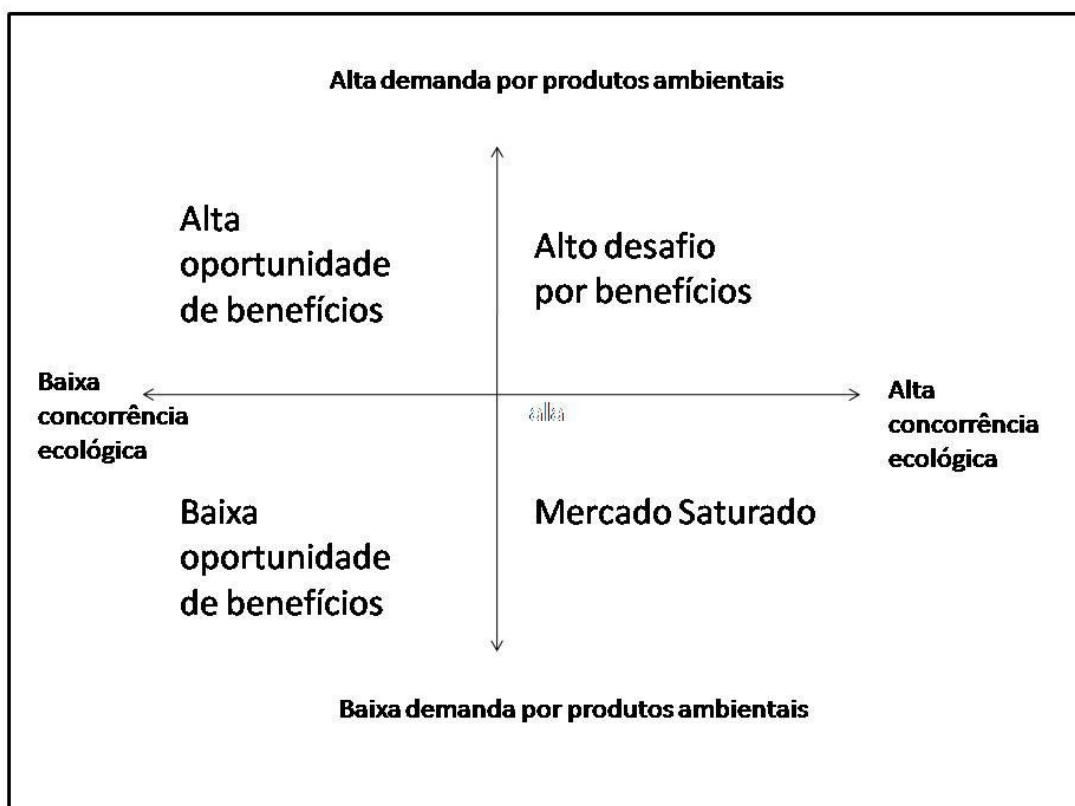 Alta demanda por produtos ambientais
Alta
oportunidade
de benefícios
Alto desafio
por benefícios
Baixa
concorrência
ecológica
alla
Alta
concorrência
ecológica
Baixa
oportunidade
de benefícios
Mercado Saturado
Baixa demanda por produtos ambientais